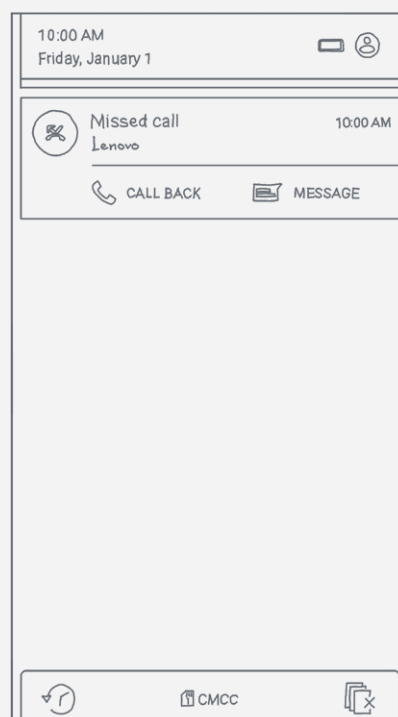 10:00 AM
Friday, January 1
Missed call
10:00 AM
Lenovo
CALL BACK
MESSAGE
CMCC